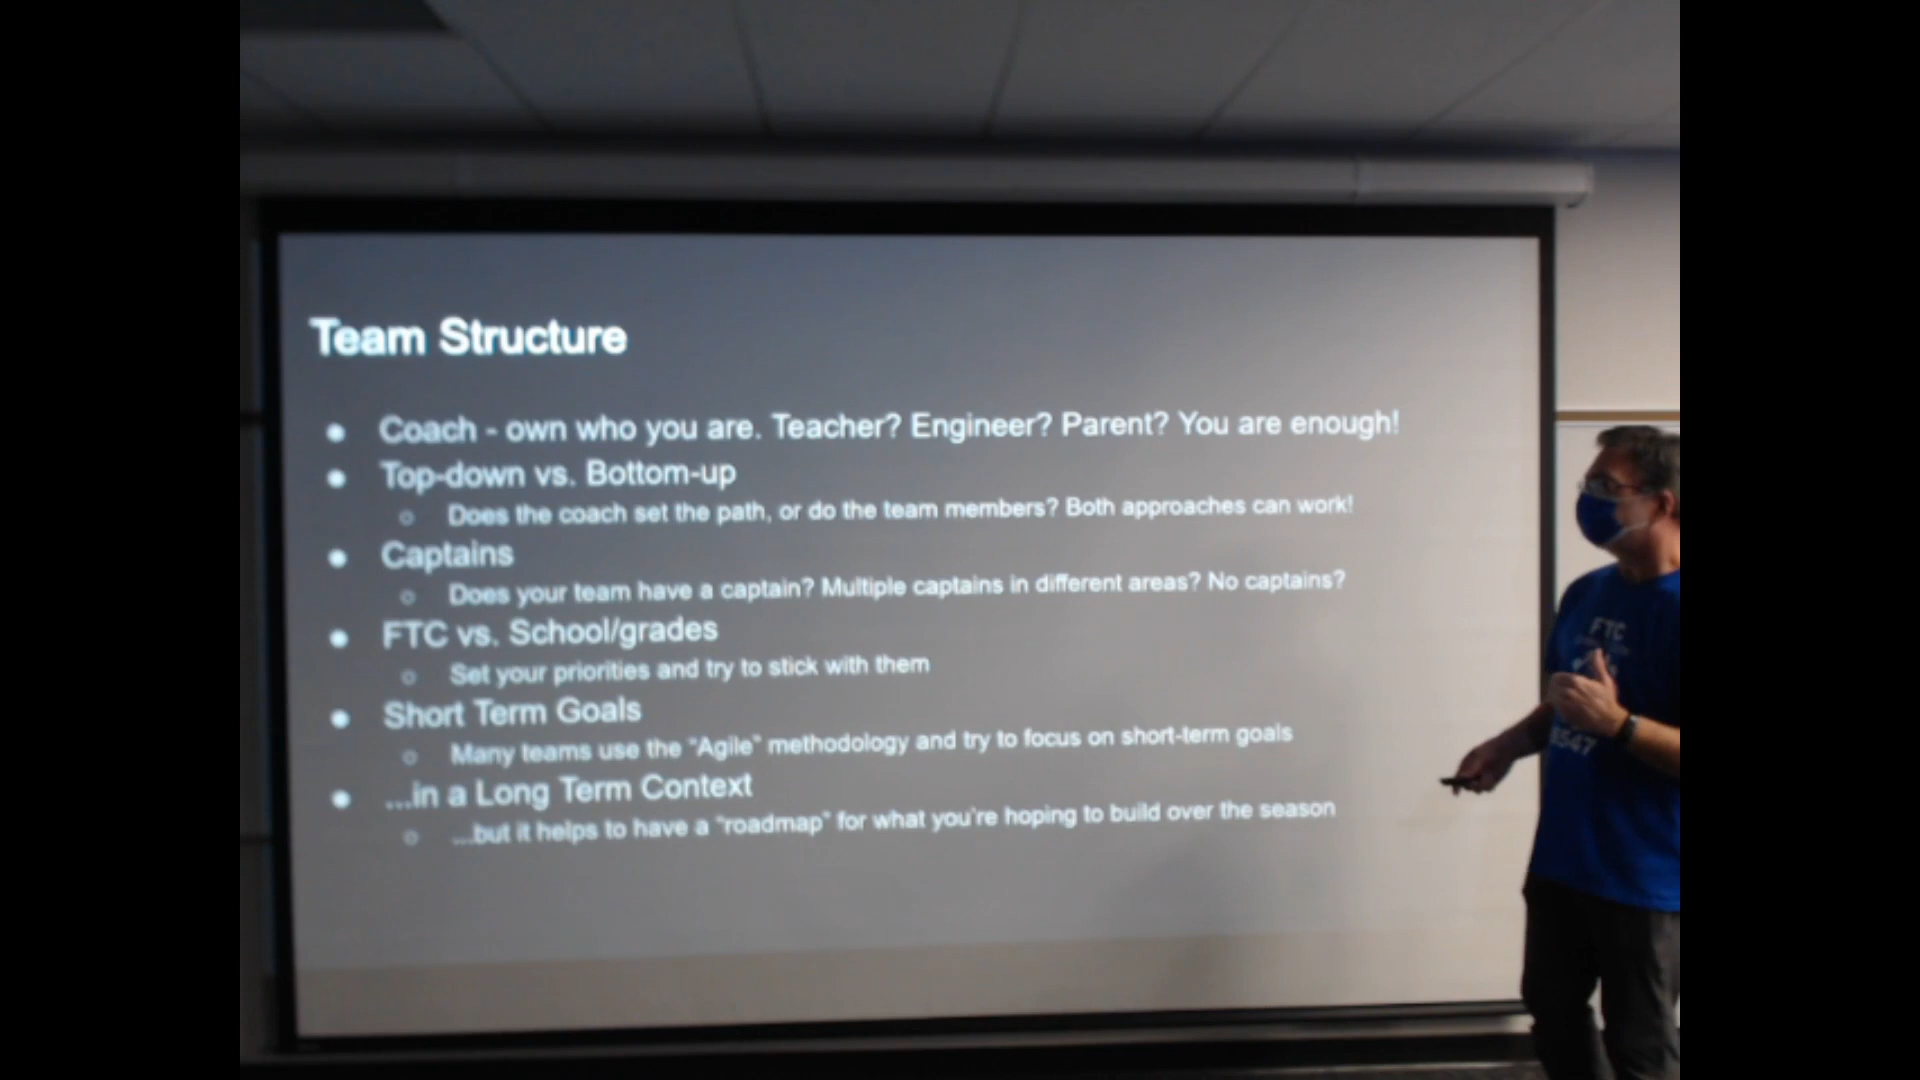 Team Structure
● Coach - own who you are. Teacher? Engineer? Parent? You are enough!
● Top-down vs. Bottom-up
○ Does the coach set the path, or do the team members? Both approaches can work!
● Captains
○ Does your team have a captain? Multiple captains in different areas? No captains?
● FTC vs. School/grades
○ Set your priorities and try to stick with them
● Short Term Goals
○ Many teams use the "Agile" methodology and try to focus on short-term goals
● ...in a Long Term Context
○ ...but it helps to have a "roadmap" for what you're hoping to build over the season
FTC